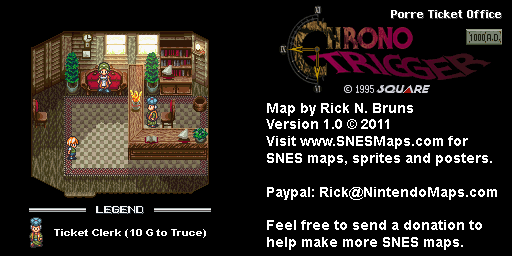 Porre Ticket Office
1000 A.D.
CHRONO
TRIGGER
© 1995 SQUARE
Map by Rick N. Bruns
Version 1.0 © 2011
Visit www.SNESMaps.com for
SNES maps, sprites and posters.
Paypal: Rick@NintendoMaps.com
Feel free to send a donation to
help make more SNES maps.
LEGEND
Ticket Clerk (10 G to Truce)